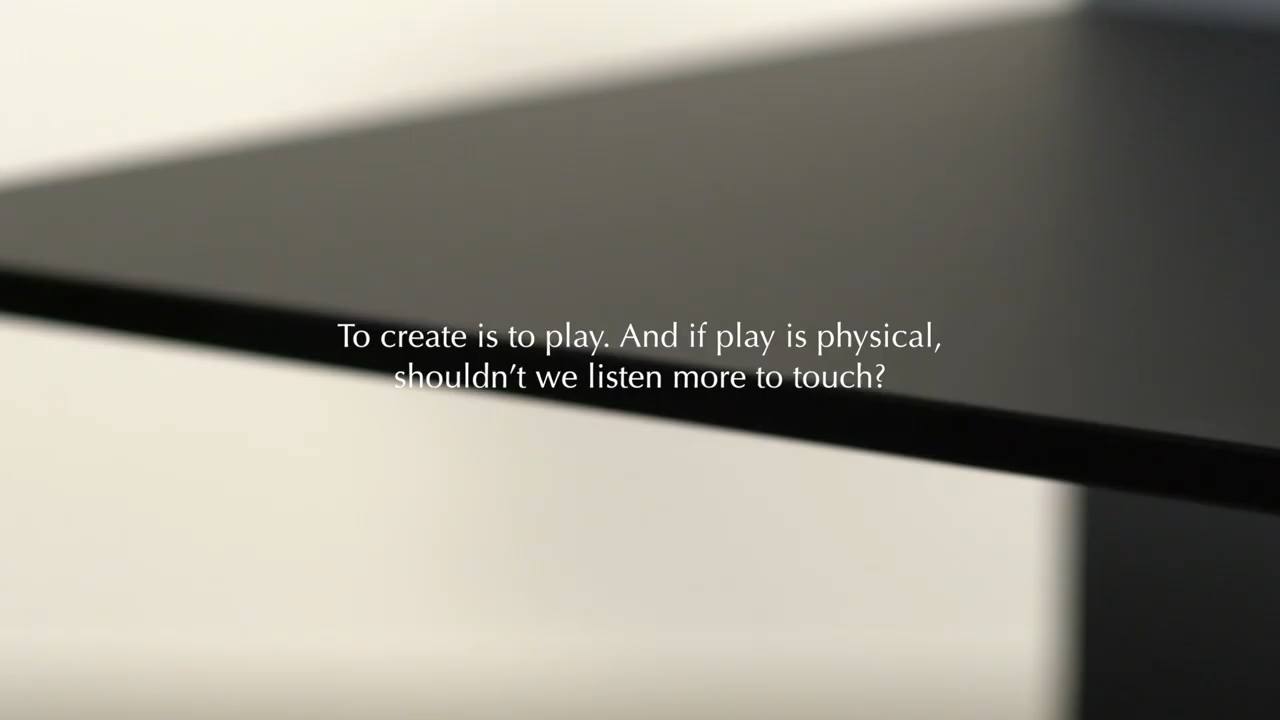 To create is to play. And if play is physical,
shouldn’t we listen more to touch?